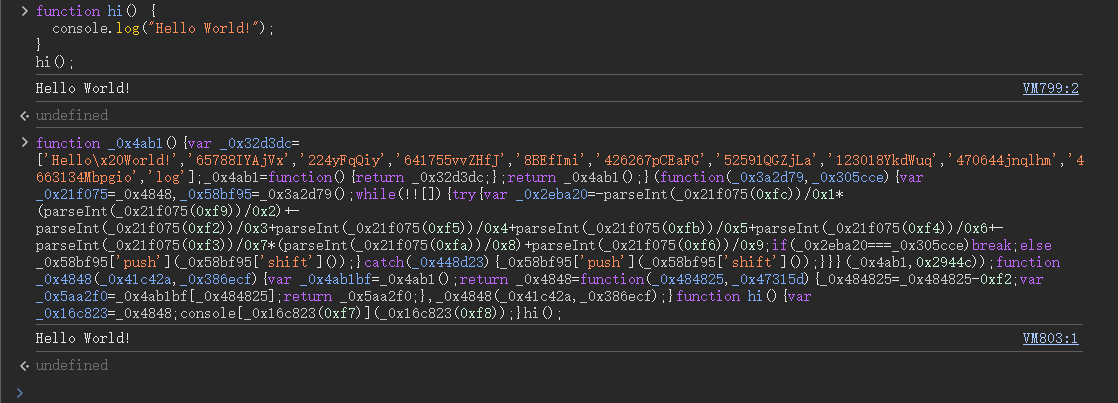 function hi() {
console.log("Hello World!");
}
hi();
Hello World! VM799:2
undefined
function _0x4ab1(){var _0x32d3dc=
['Hello\x20World!','65788IYAjVx','224yFqQiy','641755vvZHfJ','8BEfImi','426267pCEaFG','52591QGZjLa','123018YkdWuq','470644jnqlhm','4
663134Mbpgio','log'];_0x4ab1=function(){return _0x32d3dc;};return _0x4ab1();}(function(_0x3a2d79,_0x305cce){var
_0x21f075=_0x4848,_0x58bf95=_0x3a2d79();while(!![]){try{var _0x2eba20=-parseInt(_0x21f075(0xfc))/0x1*
(parseInt(_0x21f075(0xf9))/0x2)+-
parseInt(_0x21f075(0xf2))/0x3+parseInt(_0x21f075(0xf5))/0x4+parseInt(_0x21f075(0xfb))/0x5+parseInt(_0x21f075(0xf4))/0x6+-
parseInt(_0x21f075(0xf3))/0x7*(parseInt(_0x21f075(0xfa))/0x8)+parseInt(_0x21f075(0xf6))/0x9;if(_0x2eba20===_0x305cce)break;else
_0x58bf95['push'](_0x58bf95['shift']());}catch(_0x448d23){_0x58bf95['push'](_0x58bf95['shift']());}}}(_0x4ab1,0x2944c));function
_0x4848(_0x41c42a,_0x386ecf){var _0x4ab1bf=_0x4ab1();return _0x4848=function(_0x484825,_0x47315d){_0x484825=_0x484825-0xf2;var
_0x5aa2f0=_0x4ab1bf[_0x484825];return _0x5aa2f0;},_0x4848(_0x41c42a,_0x386ecf);}function hi(){var
_0x16c823=_0x4848;console[_0x16c823(0xf7)](_0x16c823(0xf8));}hi();
Hello World! VM803:1
undefined